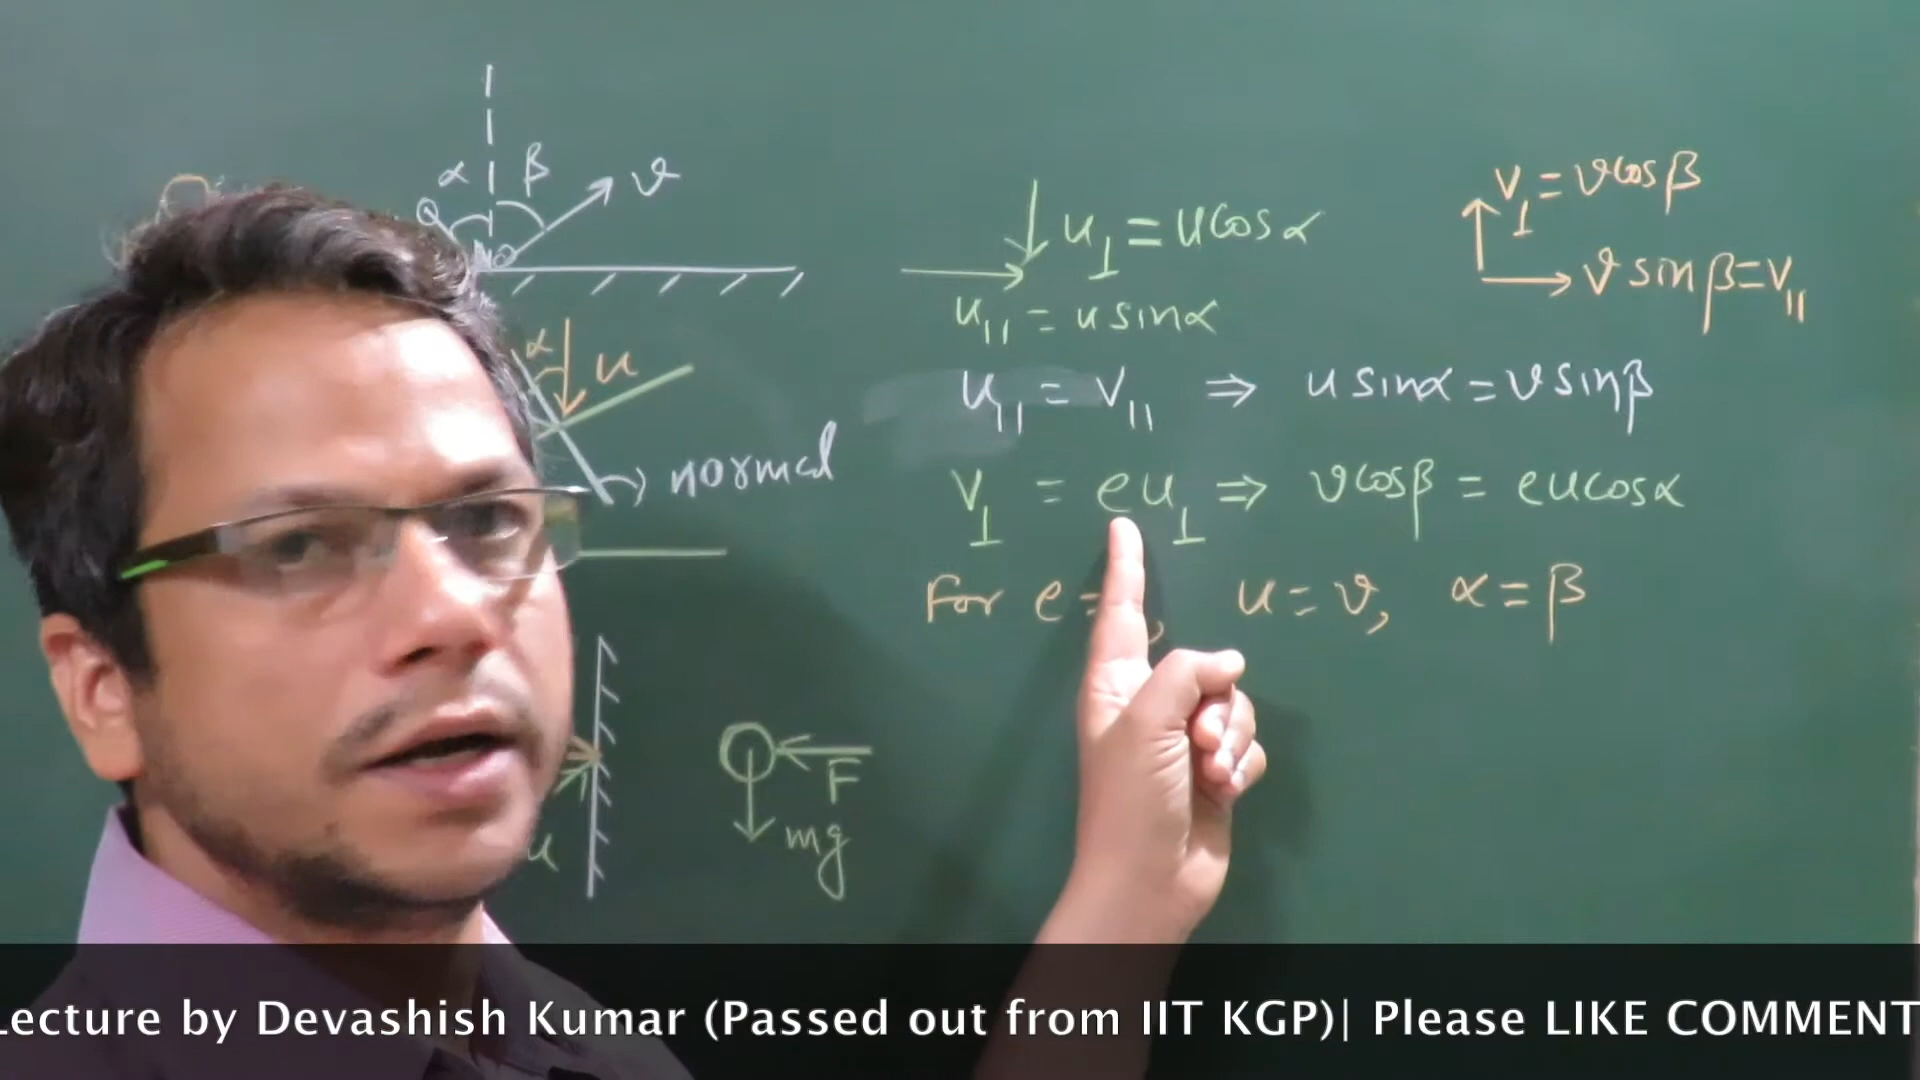 α β v
u⊥ = u cos α
v⊥ = v cos β
v sin β = v||
u|| = u sin α
α u
u|| = v|| ⇒ u sin α = v sin β
normal
v⊥ = e u⊥ ⇒ v cos β = e u cos α
For e = , u = v, α = β
F
mg
u
Lecture by Devashish Kumar (Passed out from IIT KGP)| Please LIKE COMMENT